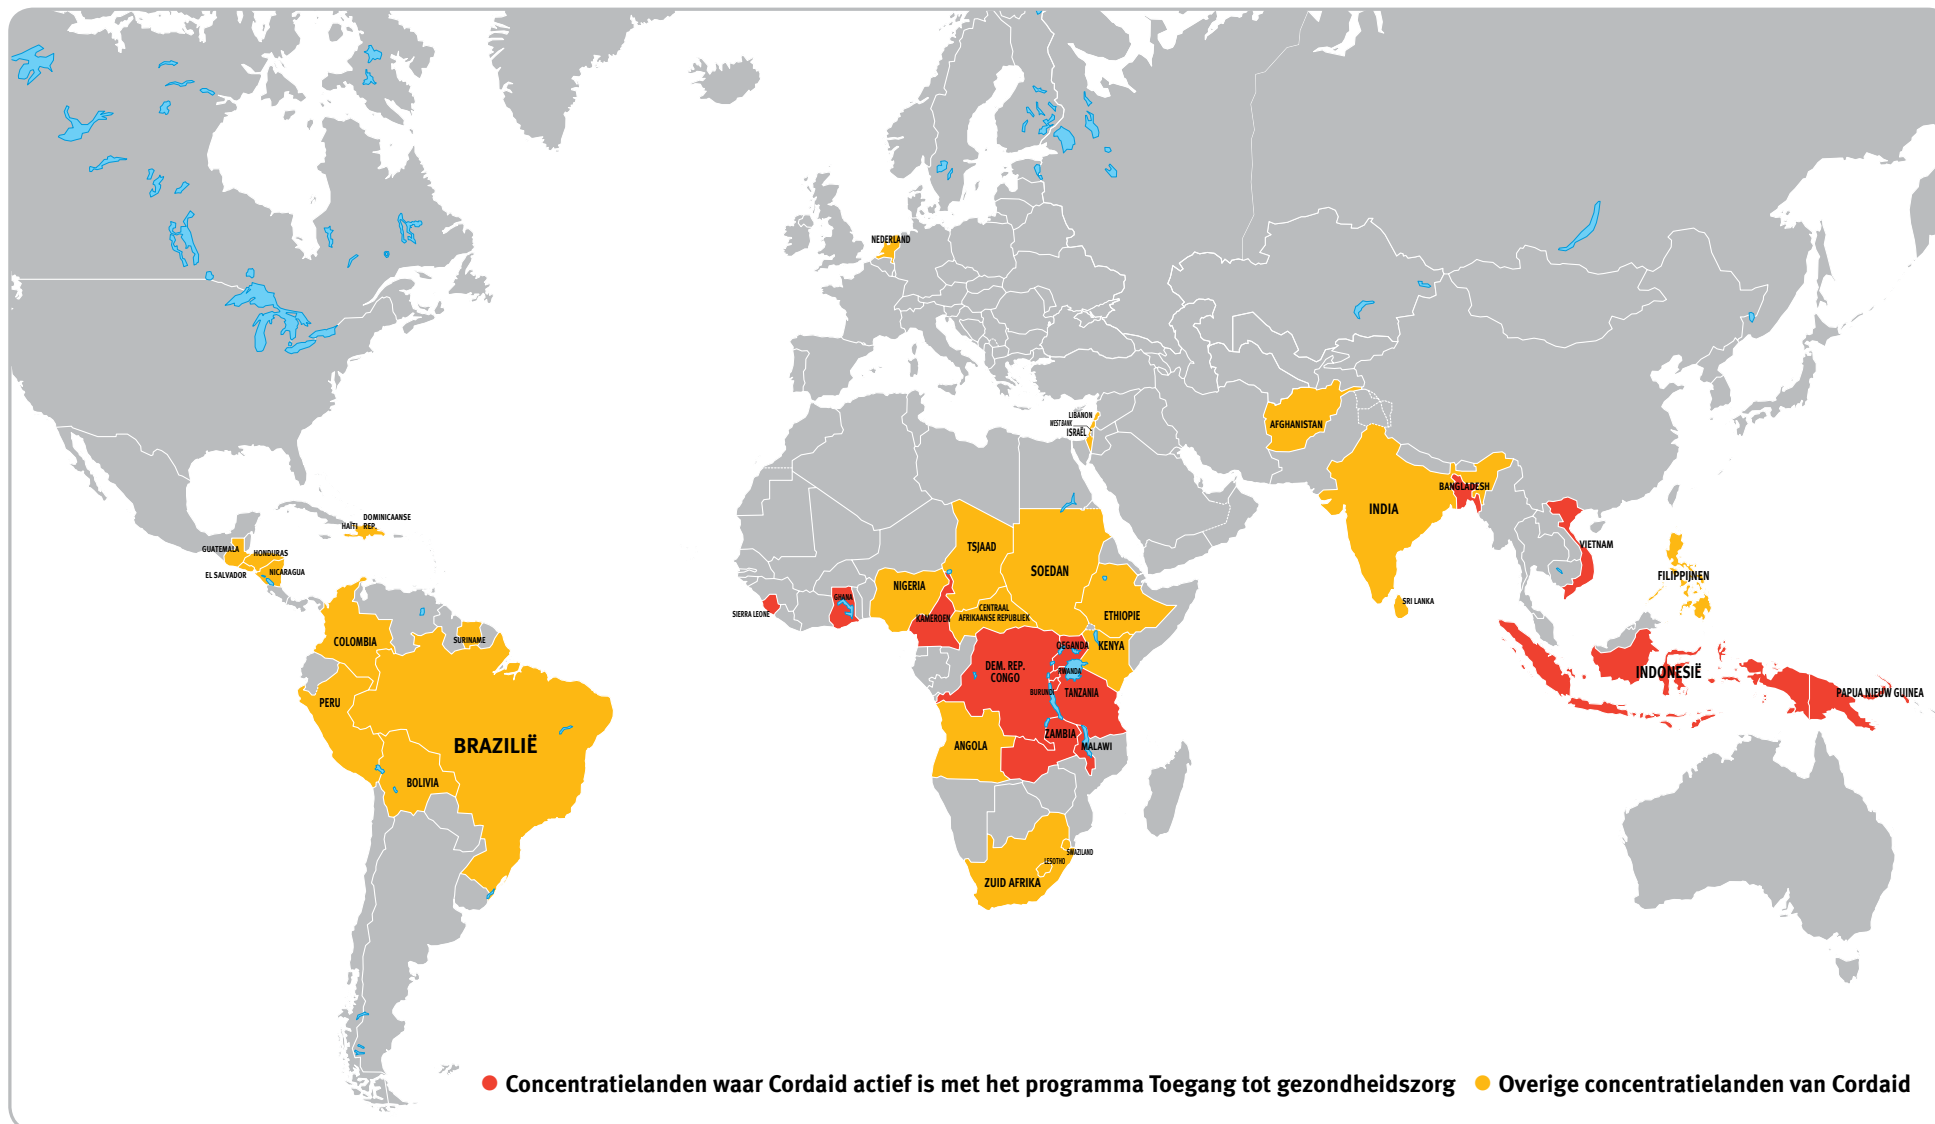 NEDERLAND
LIBANON
WESTBANK
ISRAËL
AFGHANISTAN
BANGLADESH
INDIA
DOMINICAANSE
HAÏTI REP.
GUATEMALA
HONDURAS
EL SALVADOR
NICARAGUA
TSJAAD
SOEDAN
NIGERIA
VIETNAM
FILIPPIJNEN
SRI LANKA
SIERRA LEONE
GHANA
KAMEROEN
CENTRAAL
AFRIKAANSE REPUBLIEK
ETHIOPIE
COLOMBIA
SURINAME
OEGANDA
KENYA
DEM. REP.
CONGO
RWANDA
BURUNDI
TANZANIA
INDONESIË
PAPUA NIEUW GUINEA
PERU
BRAZILIË
ANGOLA
ZAMBIA
MALAWI
BOLIVIA
SWAZILAND
LESOTHO
ZUID AFRIKA
Concentratielanden waar Cordaid actief is met het programma Toegang tot gezondheidszorg
Overige concentratielanden van Cordaid